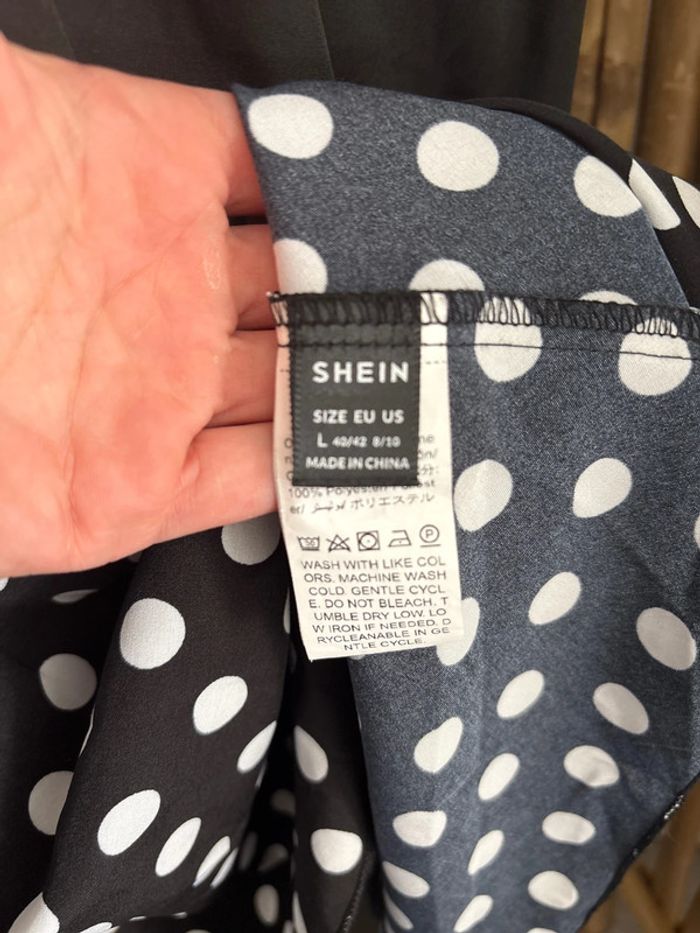 SHEIN
SIZE EU US
L 40/42 8/10
MADE IN CHINA
100% Polyester/
ポリエステル
WASH WITH LIKE COL
ORS. MACHINE WASH
COLD. GENTLE CYCL
E. DO NOT BLEACH. T
UMBLE DRY LOW. LO
W IRON IF NEEDED. D
RYCLEANABLE IN GE
NTLE CYCLE.